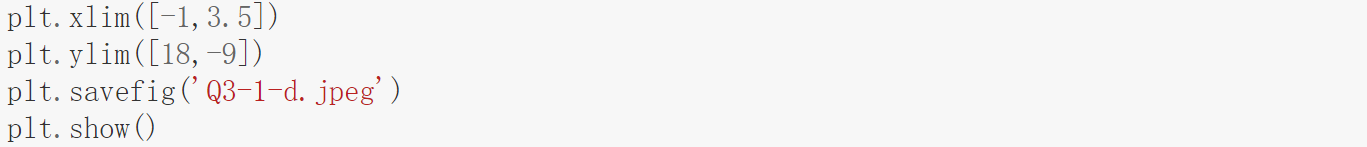 plt.xlim([-1,3.5])
plt.ylim([18,-9])
plt.savefig('Q3-1-d.jpeg')
plt.show()